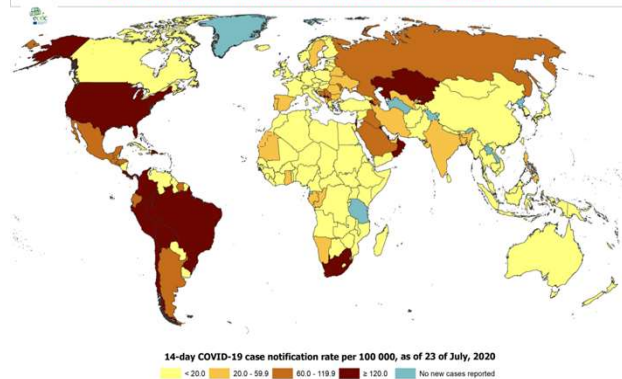 14-day COVID-19 case notification rate per 100 000, as of 23 of July, 2020
< 20.0 20.0 - 59.9 60.0 - 119.9 ≥ 120.0 No new cases reported